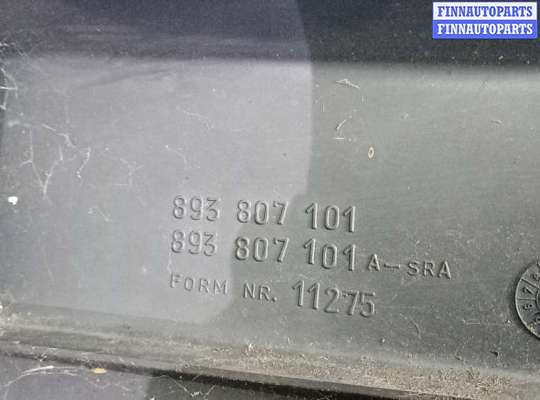 FINNAUTOPARTS
FINNAUTOPARTS
893 807 101
893 807 101 A-SRA
FORM NR. 11275